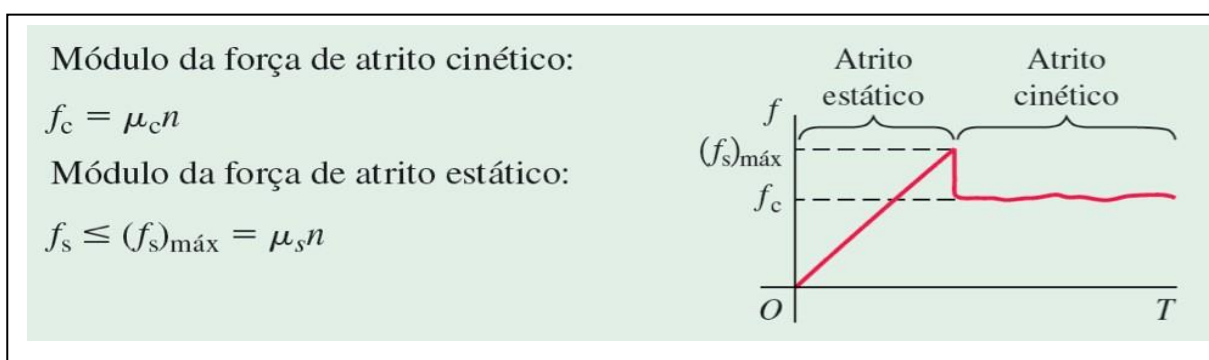 Módulo da força de atrito cinético:
f_c = μ_c n
Módulo da força de atrito estático:
f_s ≤ (f_s)_máx = μ_s n
Atrito
estático
Atrito
cinético
f
(f_s)_máx
f_c
O
T